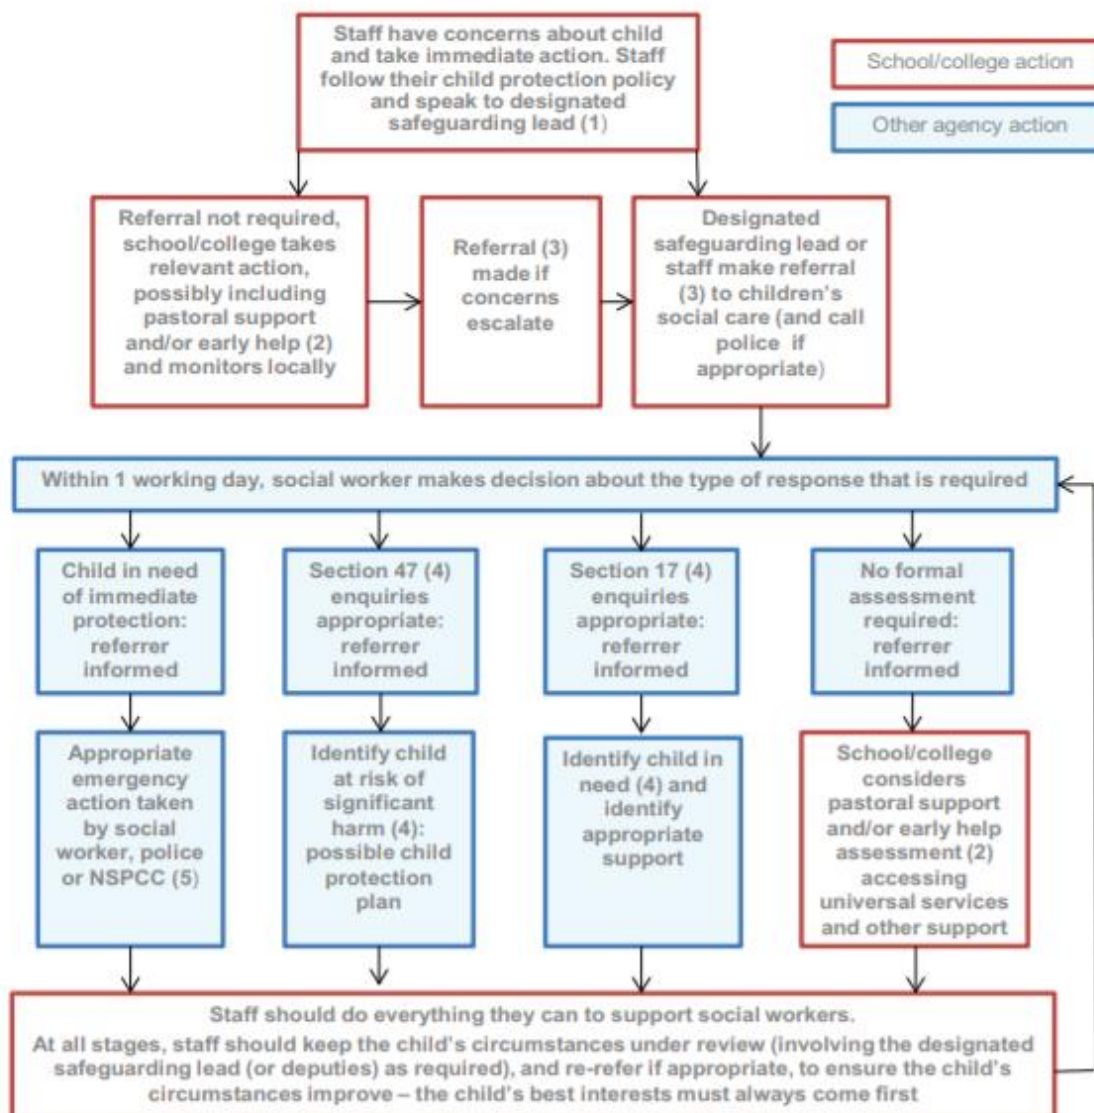 Staff have concerns about child
and take immediate action. Staff
follow their child protection policy
and speak to designated
safeguarding lead (1)
School/college action
Other agency action
Referral not required,
school/college takes
relevant action,
possibly including
pastoral support
and/or early help (2)
and monitors locally
Referral (3)
made if
concerns
escalate
Designated
safeguarding lead or
staff make referral
(3) to children's
social care (and call
police if
appropriate)
Within 1 working day, social worker makes decision about the type of response that is required
Child in need
of immediate
protection:
referrer
informed
Section 47 (4)
enquiries
appropriate:
referrer
informed
Section 17 (4)
enquiries
appropriate:
referrer
informed
No formal
assessment
required:
referrer
informed
Appropriate
emergency
action taken
by social
worker, police
or NSPCC (5)
Identify child
at risk of
significant
harm (4):
possible child
protection
plan
Identify child in
need (4) and
identify
appropriate
support
School/college
considers
pastoral support
and/or early help
assessment (2)
accessing
universal services
and other support
Staff should do everything they can to support social workers.
At all stages, staff should keep the child's circumstances under review (involving the designated
safeguarding lead (or deputies) as required), and re-refer if appropriate, to ensure the child's
circumstances improve – the child's best interests must always come first